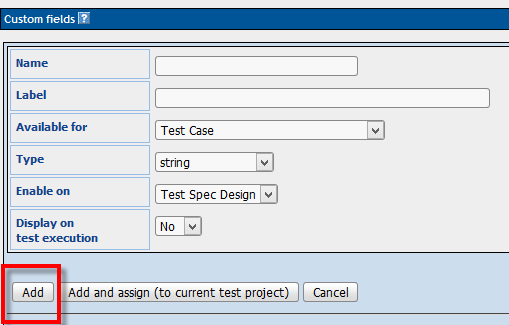 Custom fields ?
Name
Label
Available for Test Case
Type string
Enable on Test Spec Design
Display on
test execution No
Add Add and assign (to current test project) Cancel